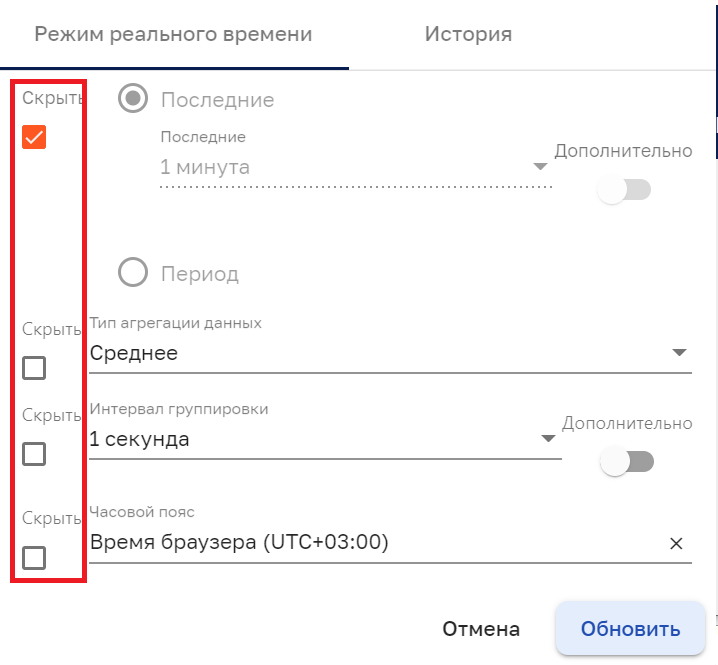 Режим реального времени
История
Скрыть
Последние
Последние
1 минута
Дополнительно
Период
Скрыть
Тип агрегации данных
Среднее
Скрыть
Интервал группировки
1 секунда
Дополнительно
Скрыть
Часовой пояс
Время браузера (UTC+03:00)
Отмена
Обновить